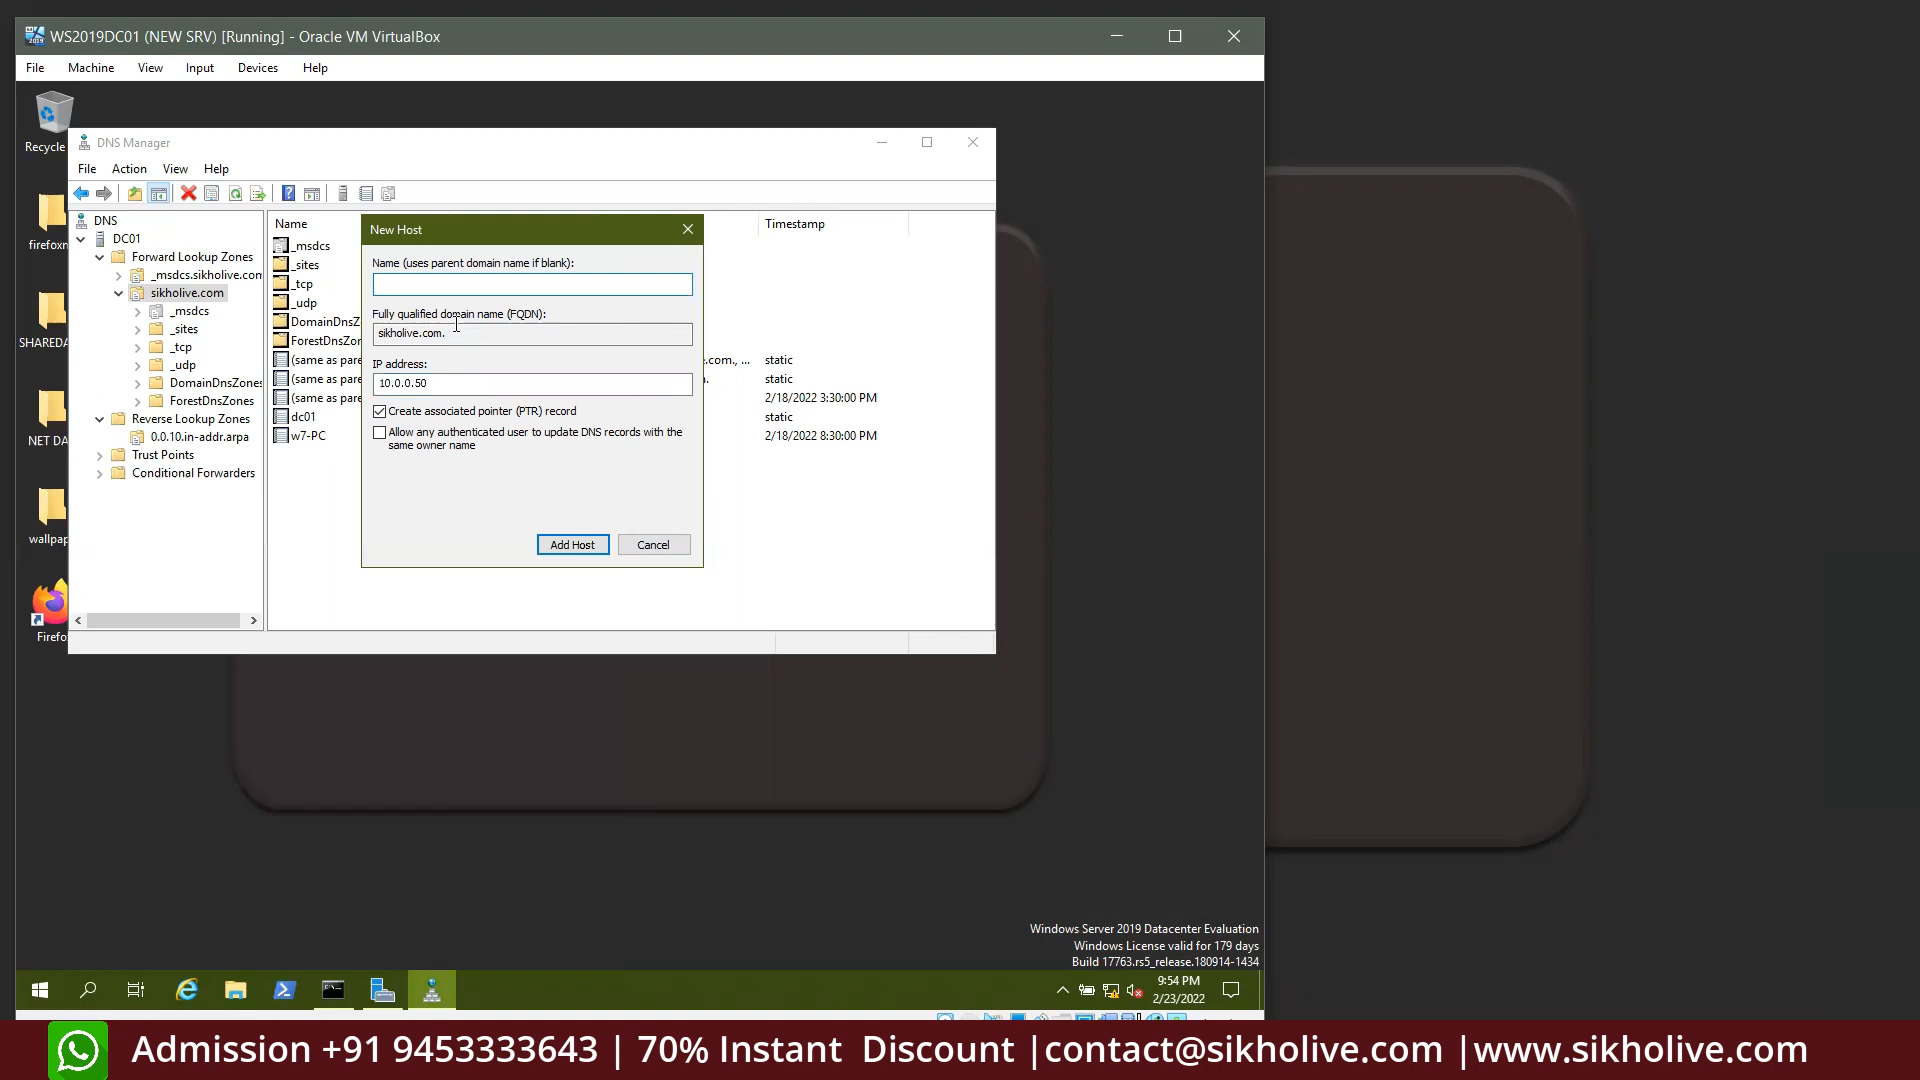 WS2019DC01 (NEW SRV) [Running] - Oracle VM VirtualBox
File Machine View Input Devices Help
Recycle
DNS Manager
File Action View Help
DNS
DC01
Forward Lookup Zones
_msdcs.sikholive.com
sikholive.com
_msdcs
_sites
_tcp
_udp
DomainDnsZones
ForestDnsZones
Reverse Lookup Zones
0.0.10.in-addr.arpa
Trust Points
Conditional Forwarders
Name Timestamp
_msdcs
_sites
_tcp
_udp
DomainDnsZ
ForestDnsZor
(same as pare e.com., ... static
(same as pare static
(same as pare 2/18/2022 3:30:00 PM
dc01 static
w7-PC 2/18/2022 8:30:00 PM
New Host
Name (uses parent domain name if blank):
Fully qualified domain name (FQDN):
sikholive.com.
IP address:
10.0.0.50
Create associated pointer (PTR) record
Allow any authenticated user to update DNS records with the
same owner name
Add Host Cancel
firefoxn
SHAREDA
NET DA
wallpap
Firefo
Windows Server 2019 Datacenter Evaluation
Windows License valid for 179 days
Build 17763.rs5_release.180914-1434
9:54 PM
2/23/2022
Admission +91 9453333643 | 70% Instant Discount |contact@sikholive.com |www.sikholive.com